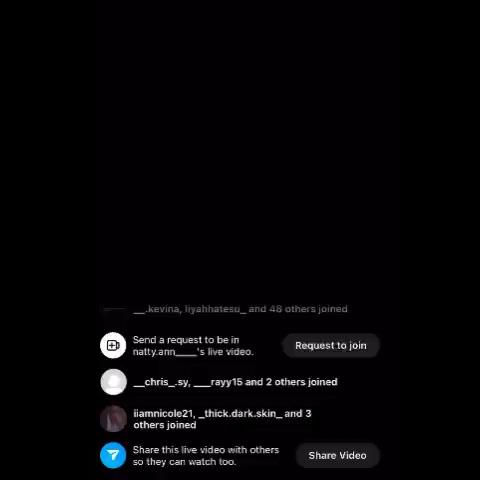 __.kevina, liyahhatesu_ and 48 others joined
Send a request to be in
natty.ann____'s live video.
Request to join
__chris_.sy, ___rayy15 and 2 others joined
iiamnicole21, _thick.dark.skin_ and 3
others joined
Share this live video with others
so they can watch too.
Share Video